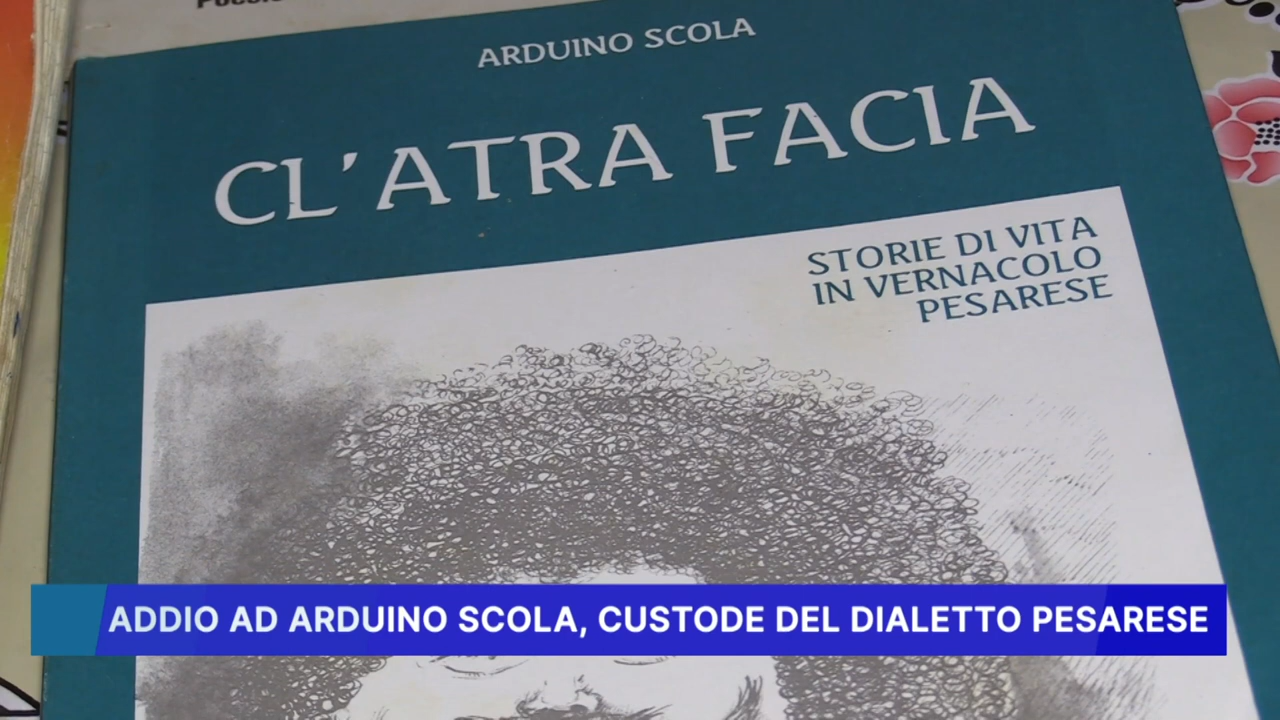 ARDUINO SCOLA
CL'ATRA FACIA
STORIE DI VITA
IN VERNACOLO
PESARESE
ADDIO AD ARDUINO SCOLA, CUSTODE DEL DIALETTO PESARESE